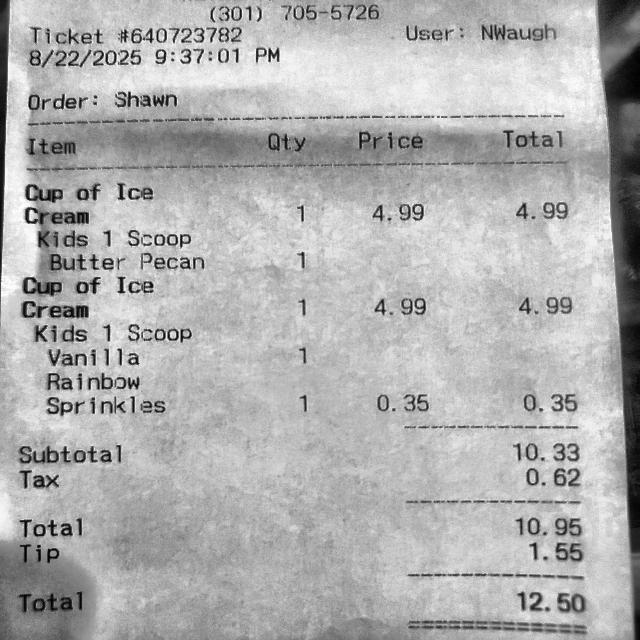 (301) 705-5726
Ticket #640723782 User: NWaugh
8/22/2025 9:37:01 PM
Order: Shawn
Item Qty Price Total
Cup of Ice
Cream 1 4.99 4.99
Kids 1 Scoop
Butter Pecan 1
Cup of Ice
Cream 1 4.99 4.99
Kids 1 Scoop
Vanilla 1
Rainbow
Sprinkles 1 0.35 0.35
Subtotal 10.33
Tax 0.62
Total 10.95
Tip 1.55
Total 12.50